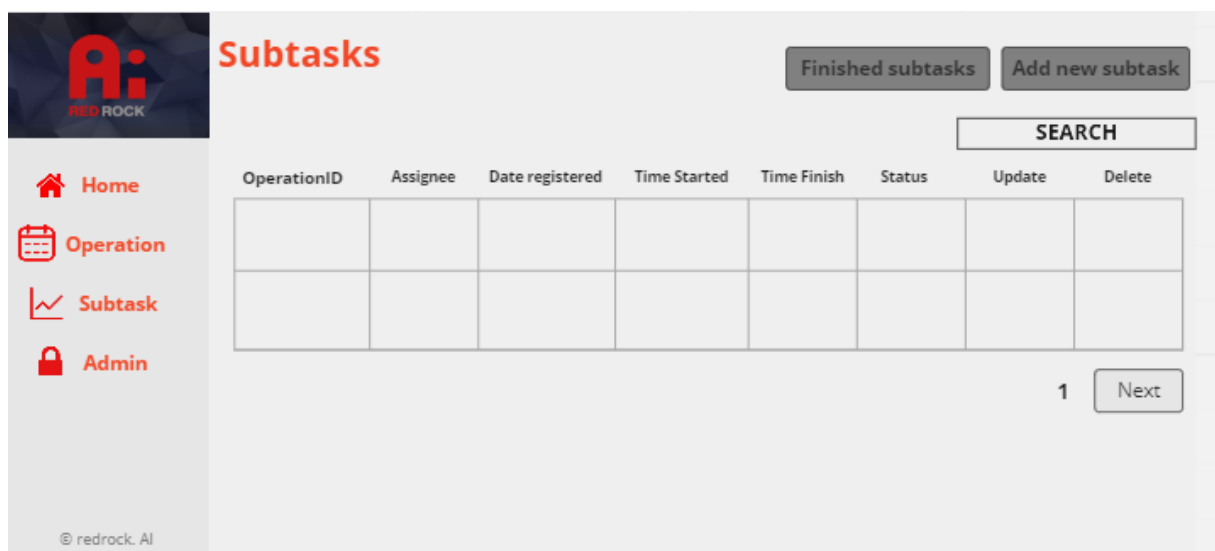 Ai
RED ROCK
Subtasks
Finished subtasks
Add new subtask
SEARCH
Home
Operation
Subtask
Admin
OperationID Assignee Date registered Time Started Time Finish Status Update Delete
1 Next
© redrock. AI